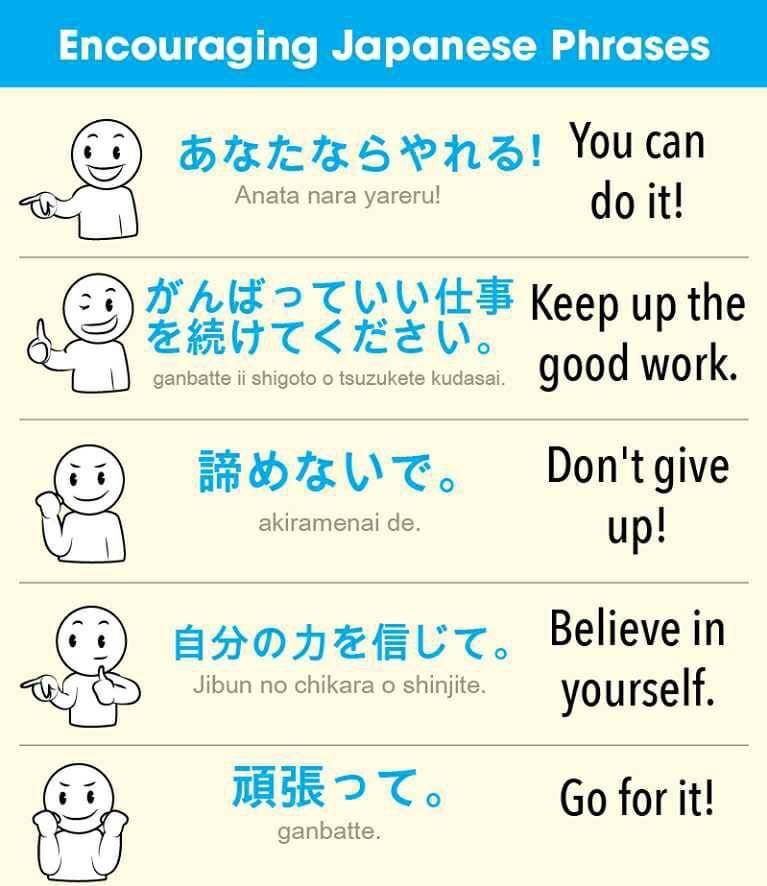 Encouraging Japanese Phrases
あなたならやれる!
Anata nara yareru!
You can
do it!
がんばっていい仕事
を続けてください。
ganbatte ii shigoto o tsuzukete kudasai.
Keep up the
good work.
諦めないで。
akiramenai de.
Don't give
up!
自分の力を信じて。
Jibun no chikara o shinjite.
Believe in
yourself.
頑張って。
ganbatte.
Go for it!